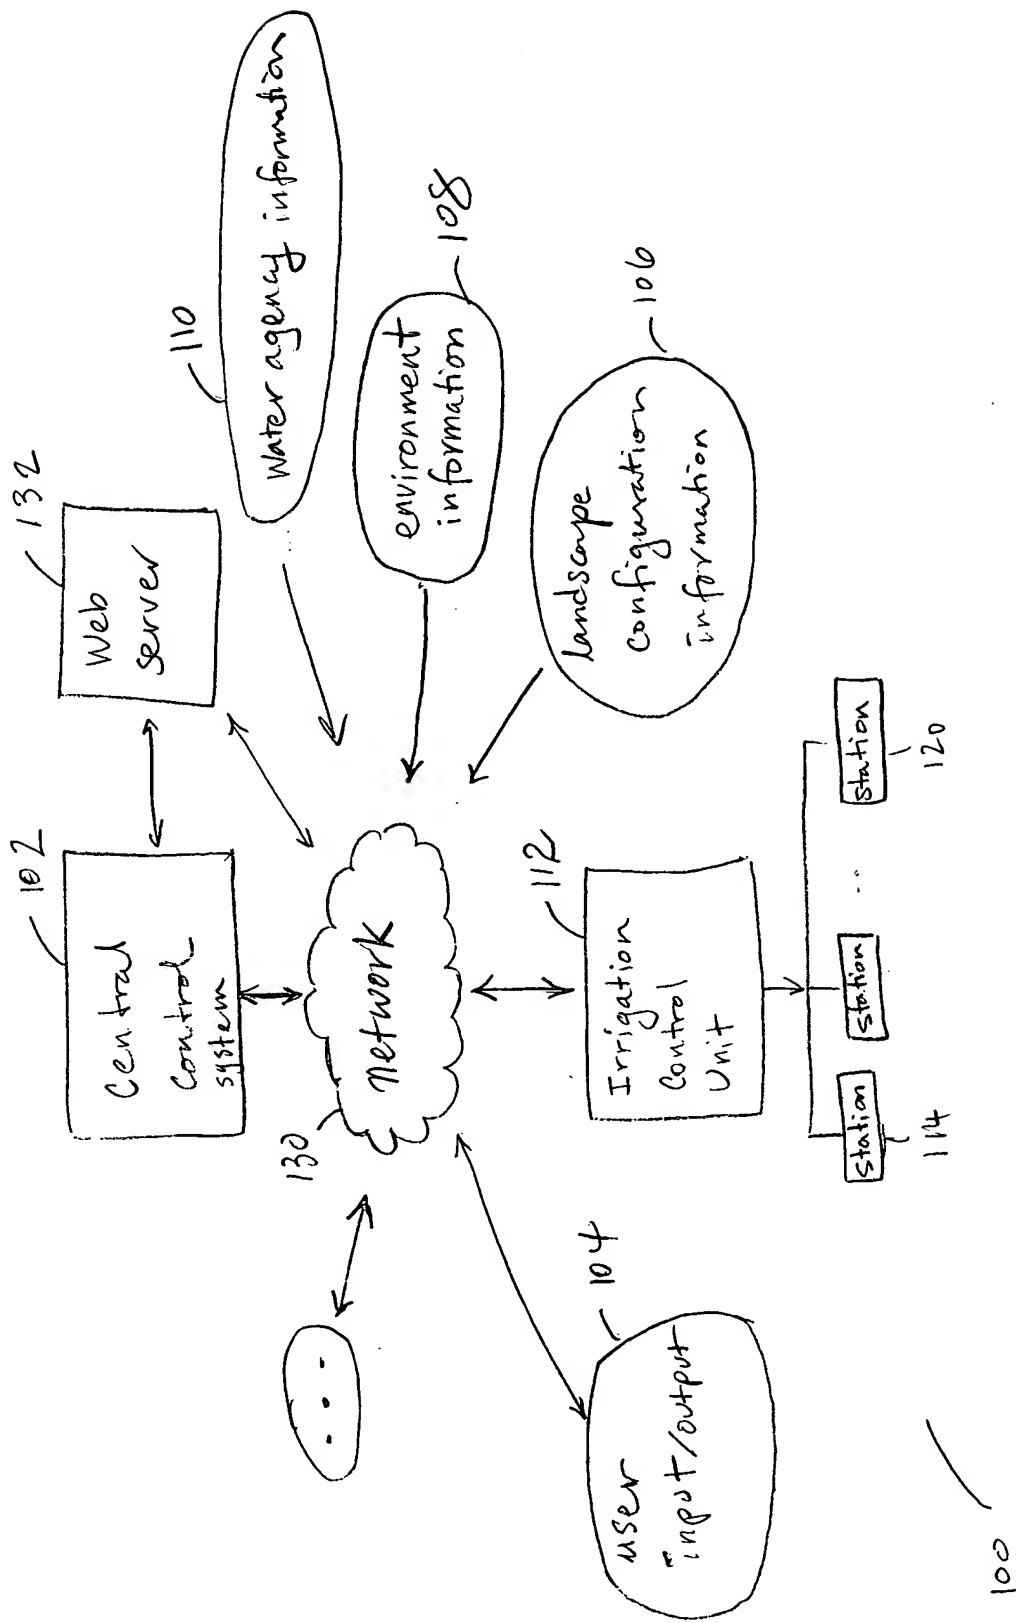 Central
Control
system
102
Web
server
132
110
Water agency information
environment
information
108
landscape
configuration
information
106
130
network
112
Irrigation
Control
Unit
104
user
input/output
station
station
...
station
114
120
100